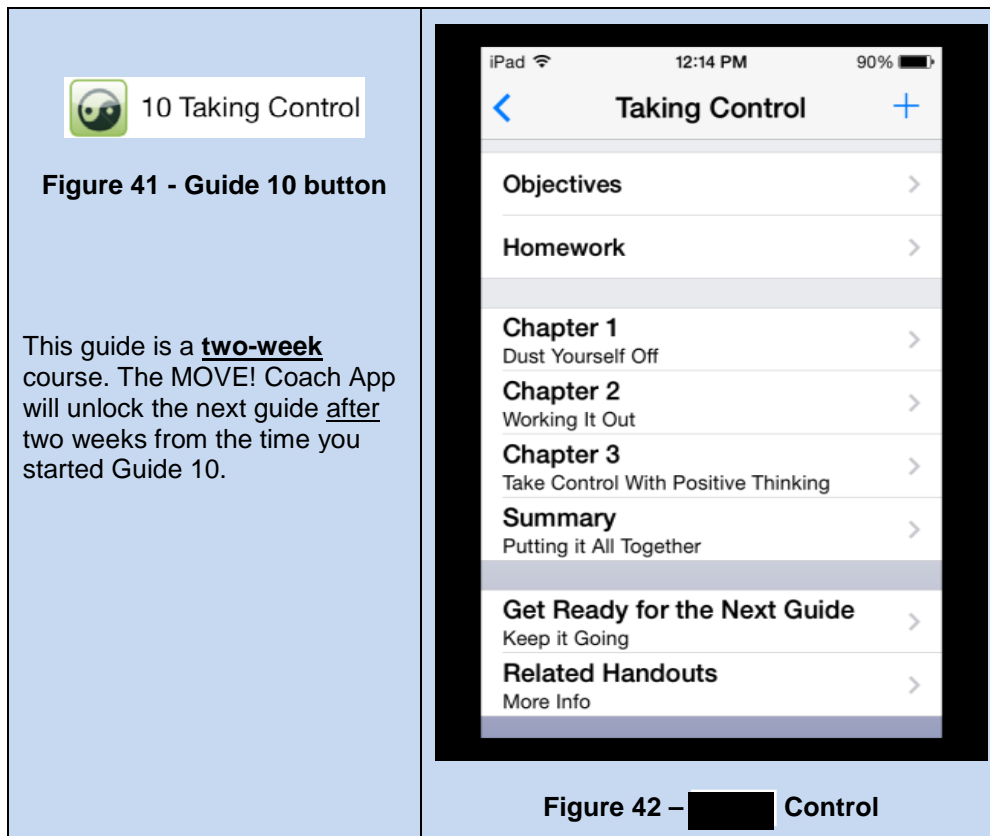 10 Taking Control
Figure 41 - Guide 10 button
This guide is a two-week
course. The MOVE! Coach App
will unlock the next guide after
two weeks from the time you
started Guide 10.
iPad 12:14 PM 90%
Taking Control +
Objectives
Homework
Chapter 1
Dust Yourself Off
Chapter 2
Working It Out
Chapter 3
Take Control With Positive Thinking
Summary
Putting it All Together
Get Ready for the Next Guide
Keep it Going
Related Handouts
More Info
Figure 42 – Control